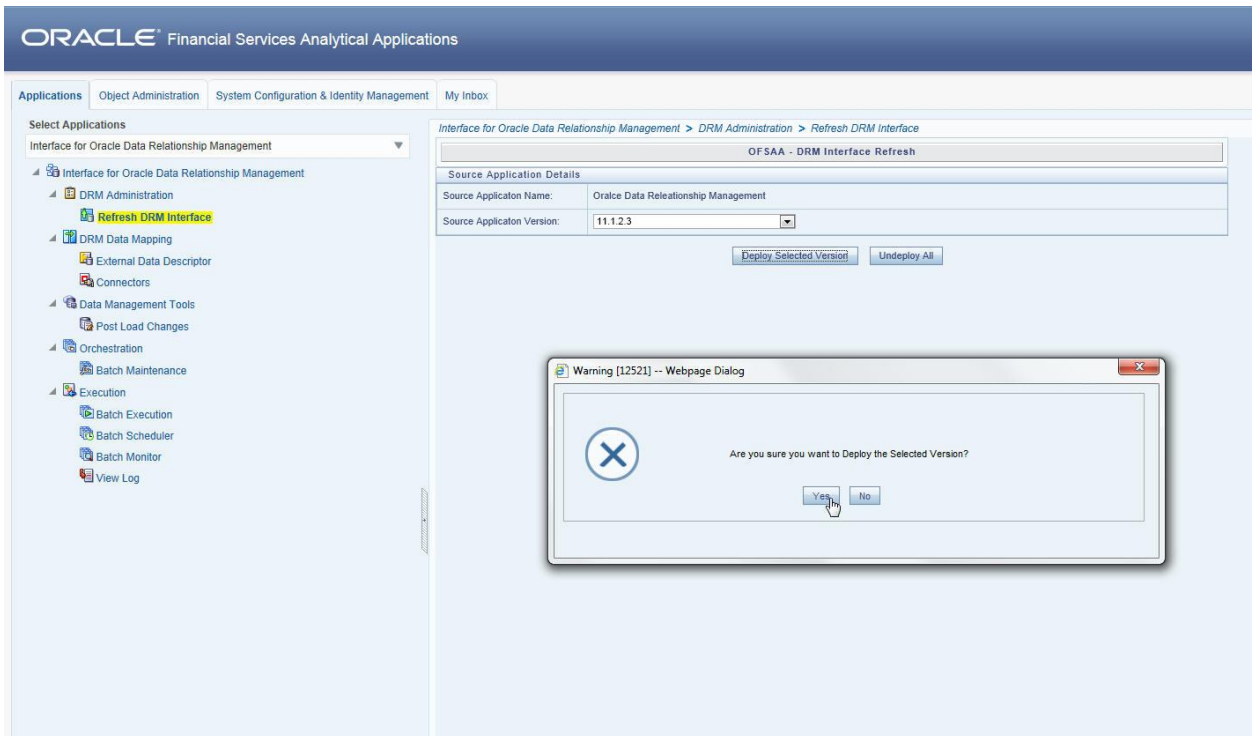 ORACLE® Financial Services Analytical Applications
Applications Object Administration System Configuration & Identity Management My Inbox
Select Applications
Interface for Oracle Data Relationship Management
Interface for Oracle Data Relationship Management
DRM Administration
Refresh DRM Interface
DRM Data Mapping
External Data Descriptor
Connectors
Data Management Tools
Post Load Changes
Orchestration
Batch Maintenance
Execution
Batch Execution
Batch Scheduler
Batch Monitor
View Log
Interface for Oracle Data Relationship Management > DRM Administration > Refresh DRM Interface
OFSAA - DRM Interface Refresh
Source Application Details
Source Applicaton Name: Oralce Data Releationship Management
Source Applicaton Version: 11.1.2.3
Deploy Selected Version Undeploy All
Warning [12521] -- Webpage Dialog
Are you sure you want to Deploy the Selected Version?
Yes No